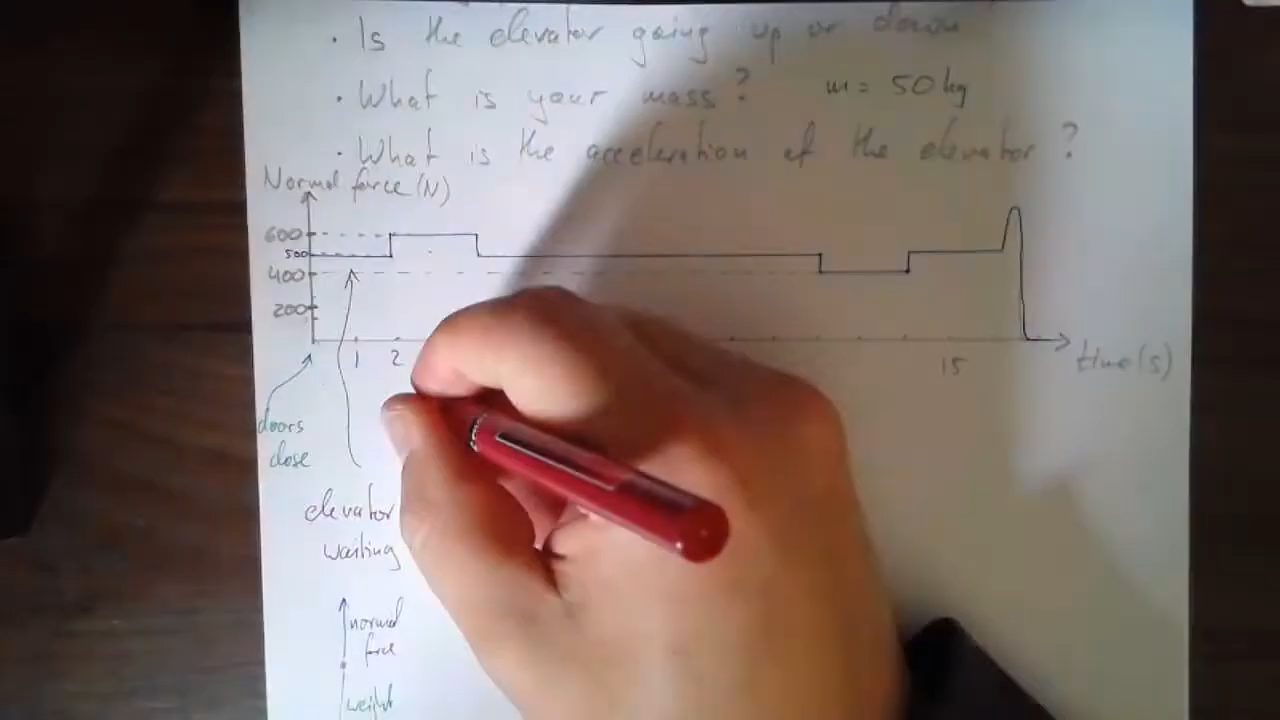 · Is the elevator going up or down
· What is your mass? m = 50 kg
· What is the acceleration of the elevator?
Normal force (N)
600
500
400
200
1 2 15 time (s)
doors
close
elevator
waiting
normal
force
weight